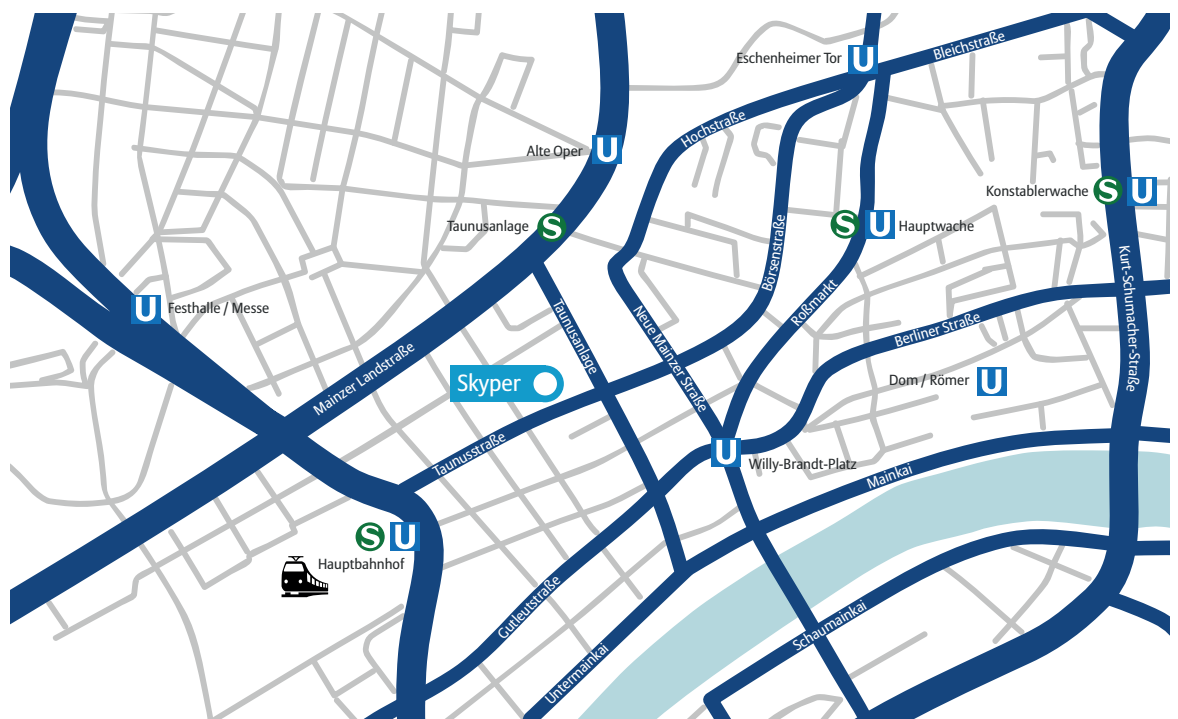 Eschenheimer Tor
U
Bleichstraße
Hochstraße
Alte Oper
U
Konstablerwache
S
U
Taunusanlage
S
S
U
Hauptwache
Börsenstraße
Kurt-Schumacher-Straße
U
Festhalle / Messe
Roßmarkt
Taunusanlage
Neue Mainzer Straße
Berliner Straße
Mainzer Landstraße
Skyper
Dom / Römer
U
Taunusstraße
U
Willy-Brandt-Platz
Mainkai
S
U
Hauptbahnhof
Gutleutstraße
Schaumainkai
Untermainkai